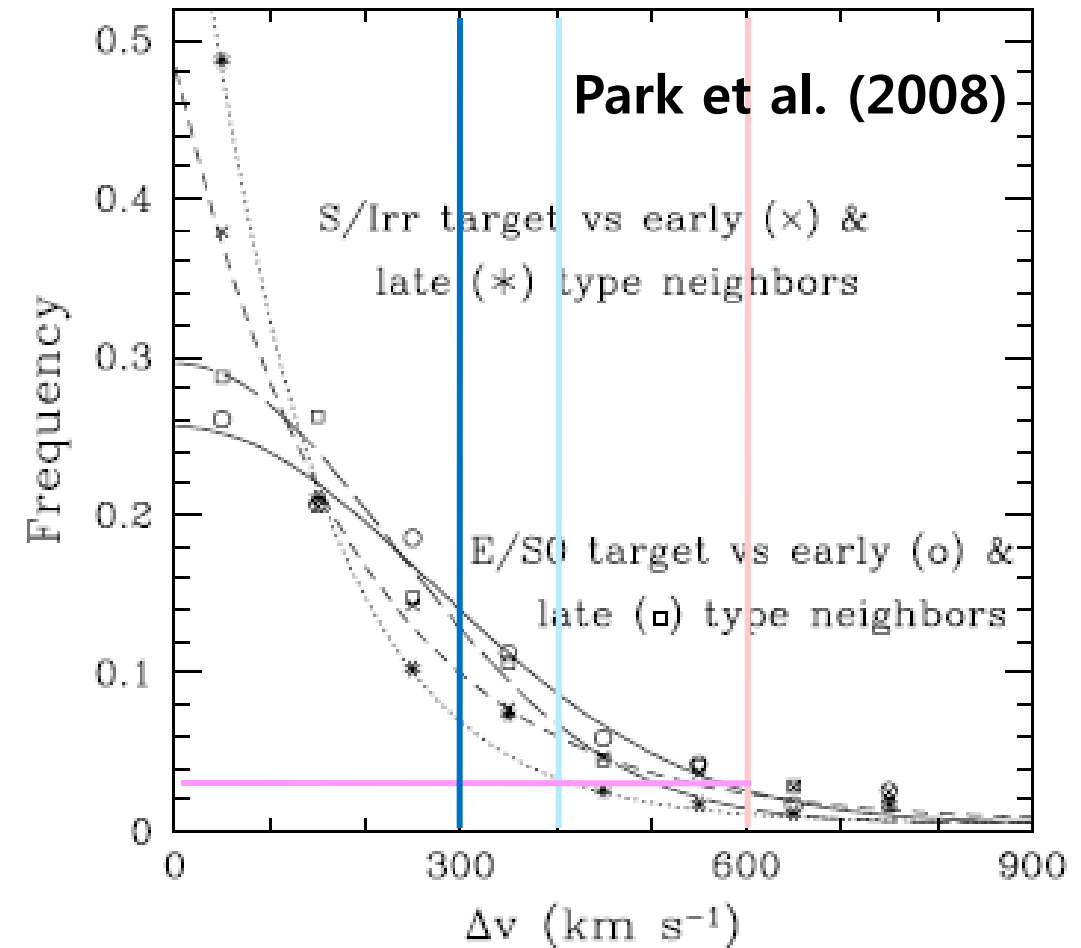 Park et al. (2008)
0.5
0.4
0.3
0.2
0.1
0
Frequency
S/Irr target vs early (×) &
late (*) type neighbors
E/S0 target vs early (o) &
late (□) type neighbors
0 300 600 900
Δv (km s⁻¹)